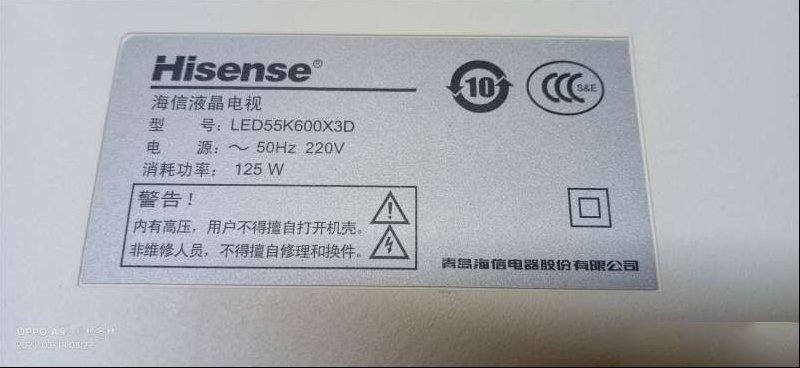 Hisense®
海信液晶电视
型 号: LED55K600X3D
电 源: ~ 50Hz 220V
消耗功率: 125 W
警告!
内有高压,用户不得擅自打开机壳。
非维修人员,不得擅自修理和换件。
10
CCC S&E
青岛海信电器股份有限公司
OPPO A9